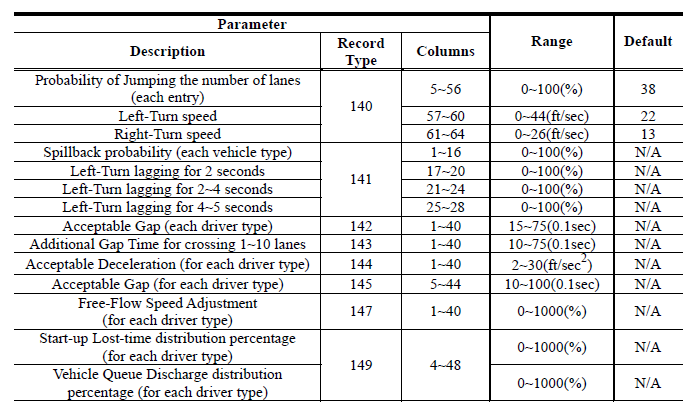 Parameter
Range
Default
Description
Record Type
Columns
Probability of Jumping the number of lanes
(each entry)
140
5~56
0~100(%)
38
Left-Turn speed
57~60
0~44(ft/sec)
22
Right-Turn speed
61~64
0~26(ft/sec)
13
Spillback probability (each vehicle type)
141
1~16
0~100(%)
N/A
Left-Turn lagging for 2 seconds
17~20
0~100(%)
N/A
Left-Turn lagging for 2~4 seconds
21~24
0~100(%)
N/A
Left-Turn lagging for 4~5 seconds
25~28
0~100(%)
N/A
Acceptable Gap (each driver type)
142
1~40
15~75(0.1sec)
N/A
Additional Gap Time for crossing 1~10 lanes
143
1~40
10~75(0.1sec)
N/A
Acceptable Deceleration (for each driver type)
144
1~40
2~30(ft/sec²)
N/A
Acceptable Gap (for each driver type)
145
5~44
10~100(0.1sec)
N/A
Free-Flow Speed Adjustment
(for each driver type)
147
1~40
0~1000(%)
N/A
Start-up Lost-time distribution percentage
(for each driver type)
149
4~48
0~1000(%)
N/A
Vehicle Queue Discharge distribution
percentage (for each driver type)
0~1000(%)
N/A